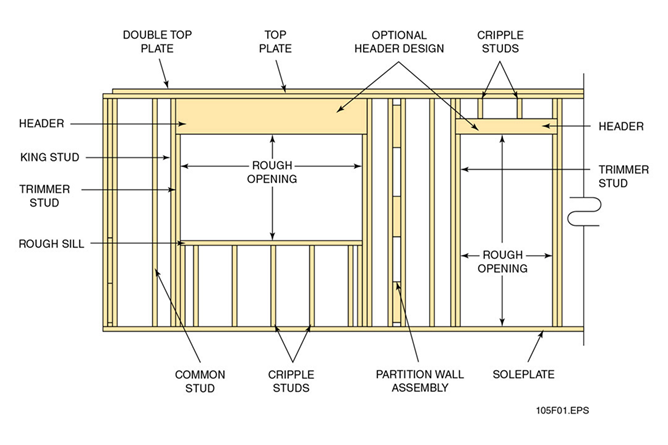 DOUBLE TOP
PLATE
TOP
PLATE
OPTIONAL
HEADER DESIGN
CRIPPLE
STUDS
HEADER
HEADER
KING STUD
ROUGH
OPENING
TRIMMER
STUD
TRIMMER
STUD
ROUGH SILL
ROUGH
OPENING
COMMON
STUD
CRIPPLE
STUDS
PARTITION WALL
ASSEMBLY
SOLEPLATE
105F01.EPS